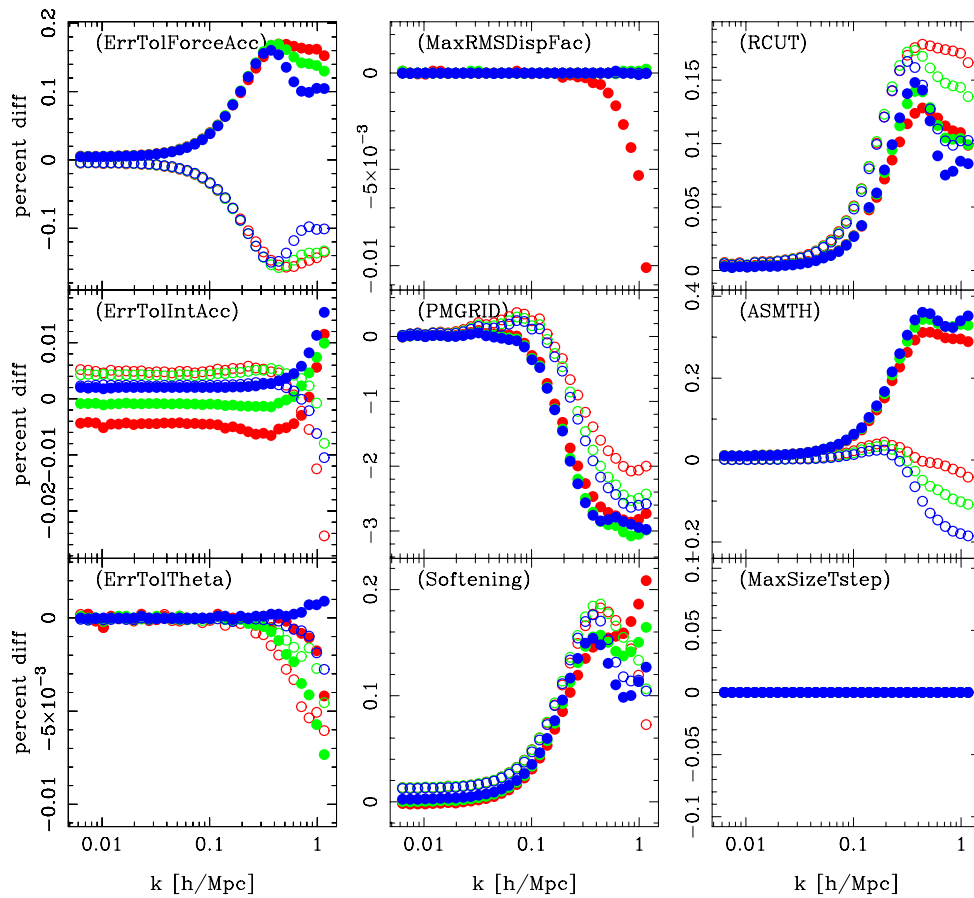 (ErrTolForceAcc)
(MaxRMSDispFac)
(RCUT)
percent diff
0.2
0.1
0
−0.1
0
−5×10⁻³
−0.01
0.15
0.1
0.05
0
(ErrTolIntAcc)
(PMGRID)
(ASMTH)
percent diff
0.01
0
−0.01
−0.02
0
−1
−2
−3
0.4
0.2
0
0.2
(ErrTolTheta)
(Softening)
(MaxSizeTstep)
percent diff
0
−5×10⁻³
−0.01
0.2
0.1
0
0.1
0.05
0
−0.05
−0.1
0.01 0.1 1
0.01 0.1 1
0.01 0.1 1
k [h/Mpc]
k [h/Mpc]
k [h/Mpc]